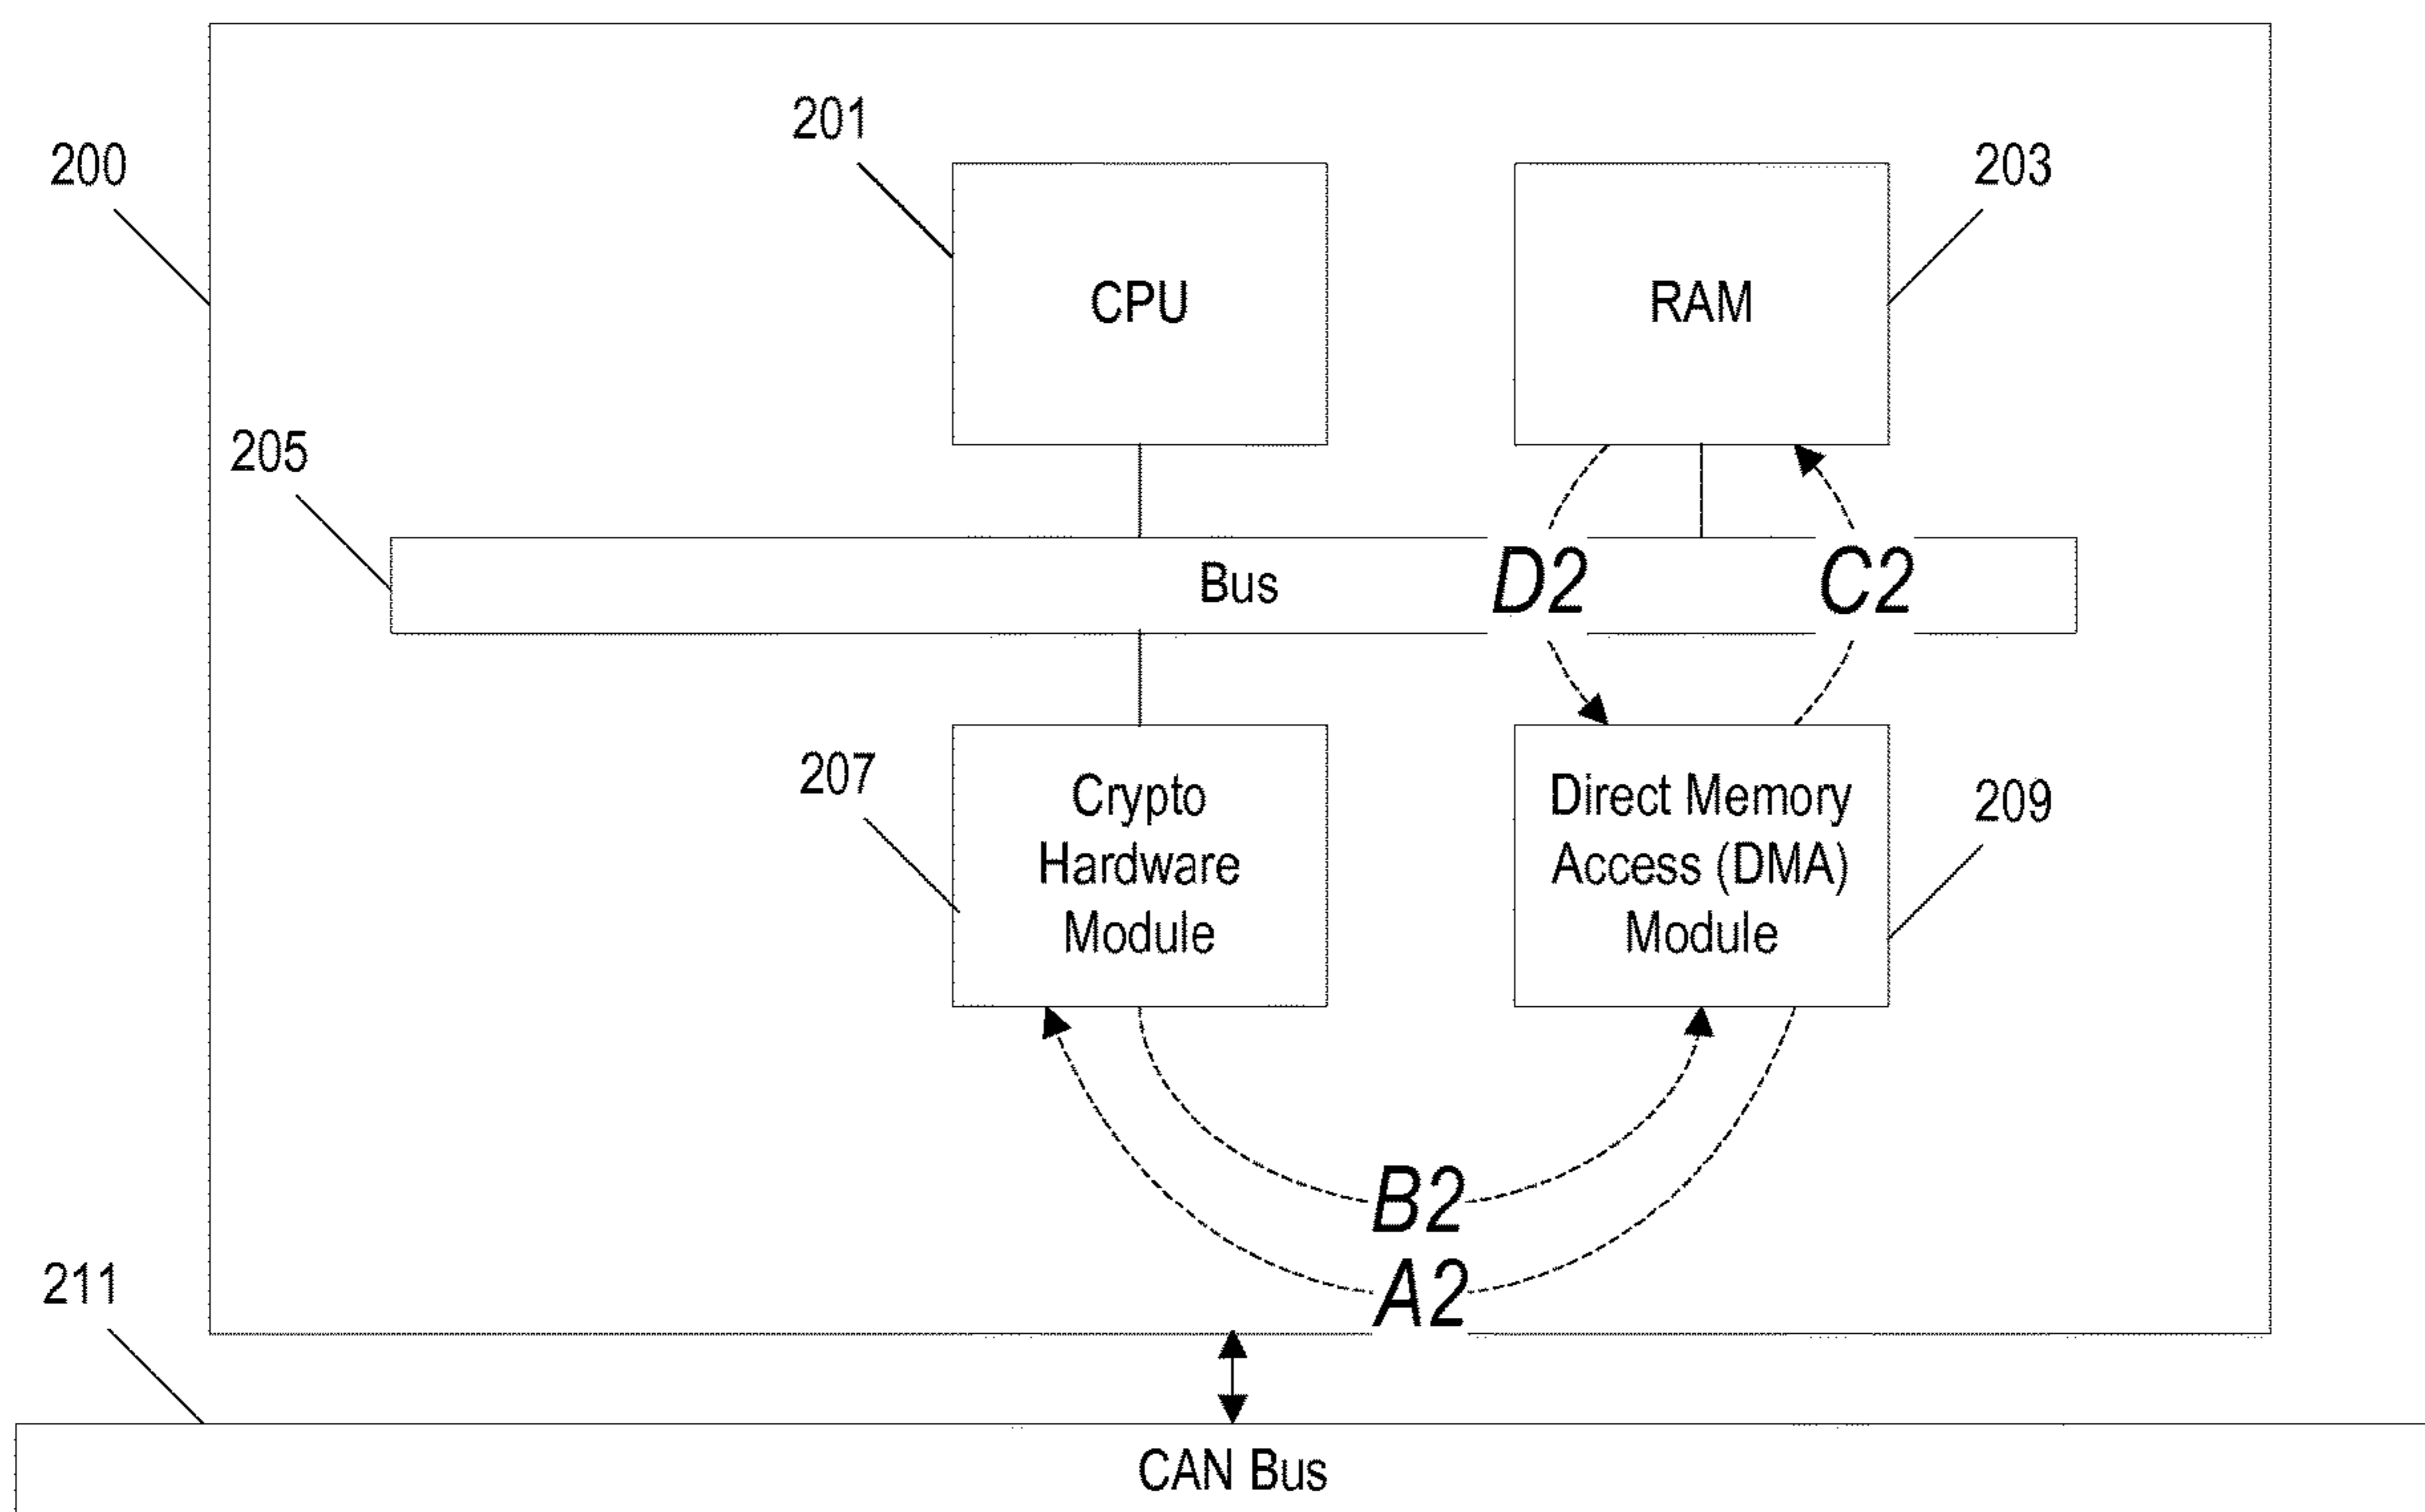 201
200
203
CPU
RAM
205
Bus
D2
C2
207
Crypto
Hardware
Module
Direct Memory
Access (DMA)
Module
209
B2
A2
211
CAN Bus